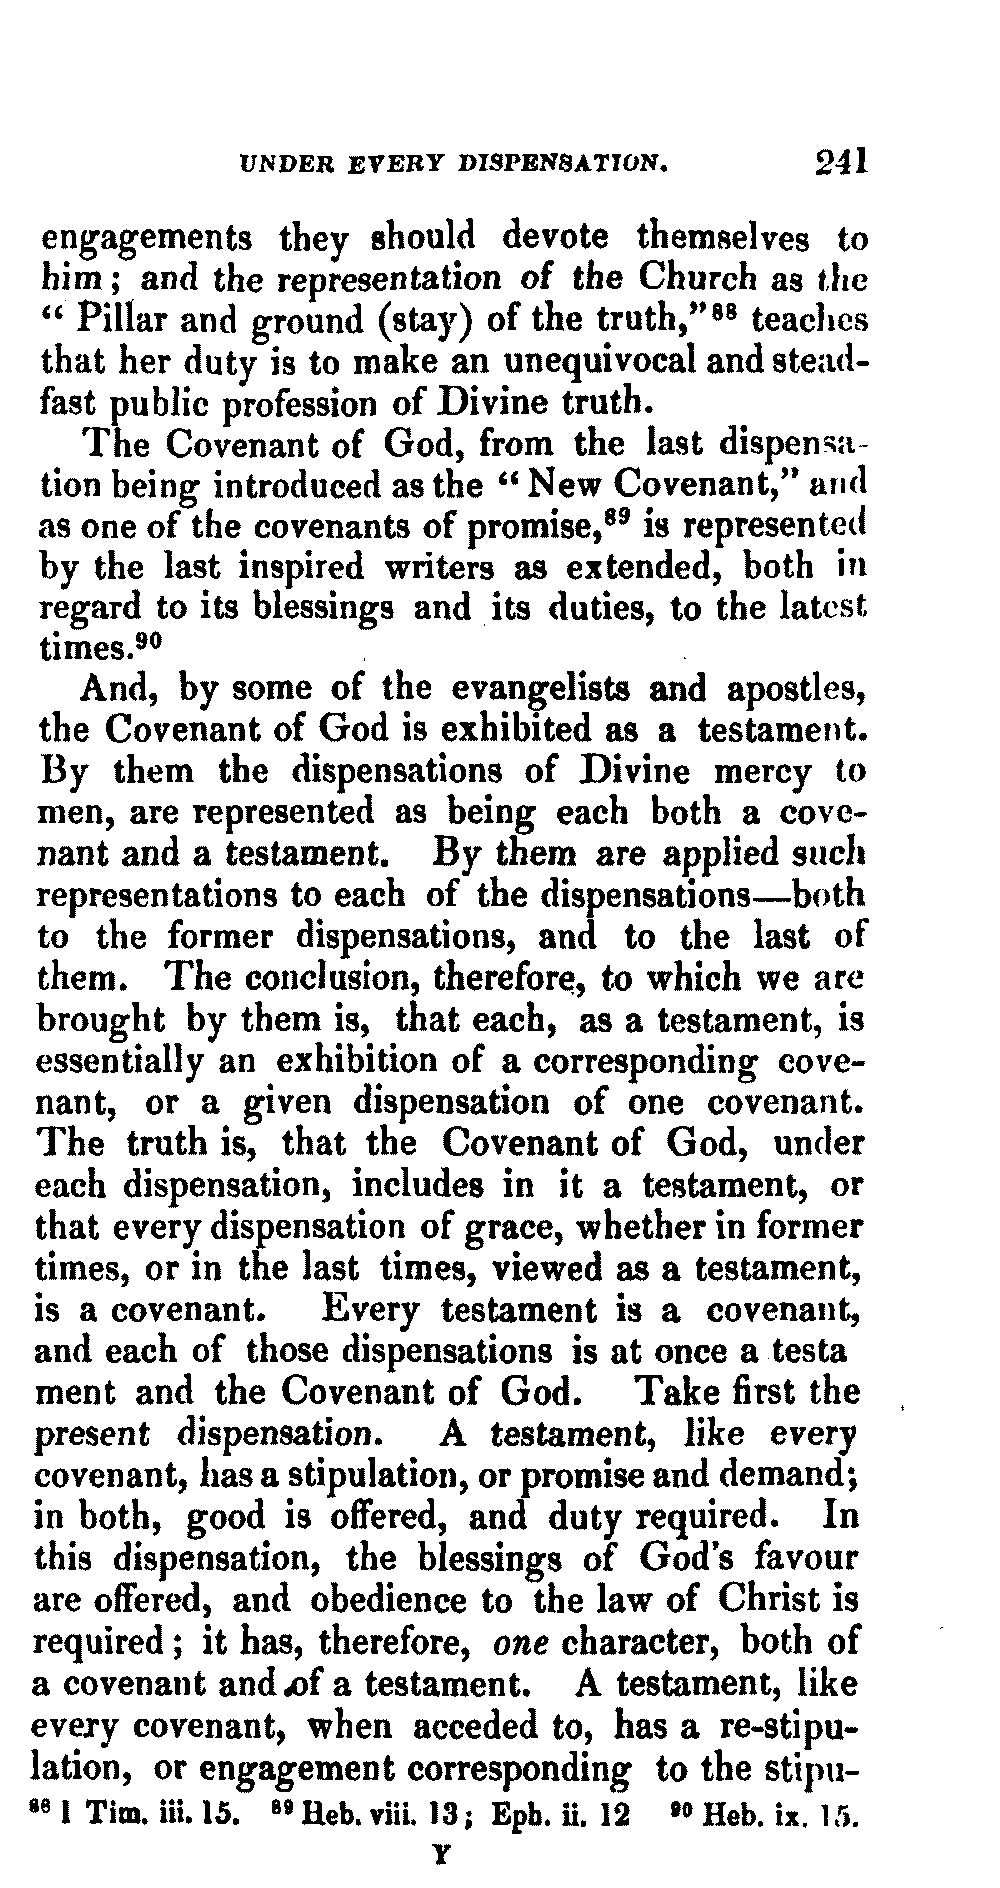 UNDER EVERY DISPENSATION. 241
engagements they should devote themselves to
him; and the representation of the Church as the
“ Pillar and ground (stay) of the truth,”⁸⁸ teaches
that her duty is to make an unequivocal and stead-
fast public profession of Divine truth.
The Covenant of God, from the last dispensa-
tion being introduced as the “ New Covenant,” and
as one of the covenants of promise,⁸⁹ is represented
by the last inspired writers as extended, both in
regard to its blessings and its duties, to the latest
times.⁹⁰
And, by some of the evangelists and apostles,
the Covenant of God is exhibited as a testament.
By them the dispensations of Divine mercy to
men, are represented as being each both a cove-
nant and a testament. By them are applied such
representations to each of the dispensations—both
to the former dispensations, and to the last of
them. The conclusion, therefore, to which we are
brought by them is, that each, as a testament, is
essentially an exhibition of a corresponding cove-
nant, or a given dispensation of one covenant.
The truth is, that the Covenant of God, under
each dispensation, includes in it a testament, or
that every dispensation of grace, whether in former
times, or in the last times, viewed as a testament,
is a covenant. Every testament is a covenant,
and each of those dispensations is at once a testa
ment and the Covenant of God. Take first the
present dispensation. A testament, like every
covenant, has a stipulation, or promise and demand;
in both, good is offered, and duty required. In
this dispensation, the blessings of God's favour
are offered, and obedience to the law of Christ is
required; it has, therefore, one character, both of
a covenant and of a testament. A testament, like
every covenant, when acceded to, has a re-stipu-
lation, or engagement corresponding to the stipu-
⁸⁸ 1 Tim. iii. 15. ⁸⁹ Heb. viii. 13; Eph. ii. 12 ⁹⁰ Heb. ix. 15.
Y